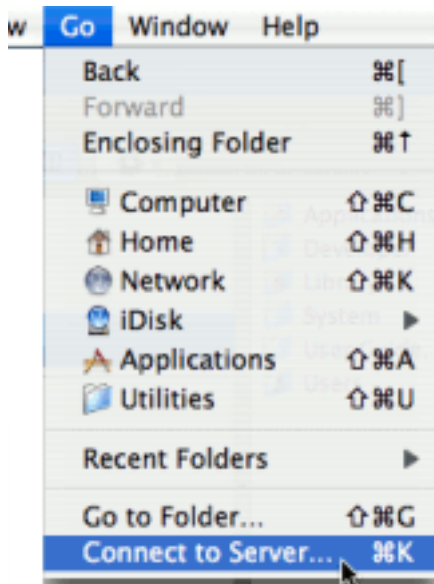 w Go Window Help
Back ⌘[
Forward ⌘]
Enclosing Folder ⌘↑
Computer ⇧⌘C
Home ⇧⌘H
Network ⇧⌘K
iDisk ▶
Applications ⇧⌘A
Utilities ⇧⌘U
Recent Folders ▶
Go to Folder... ⇧⌘G
Connect to Server... ⌘K